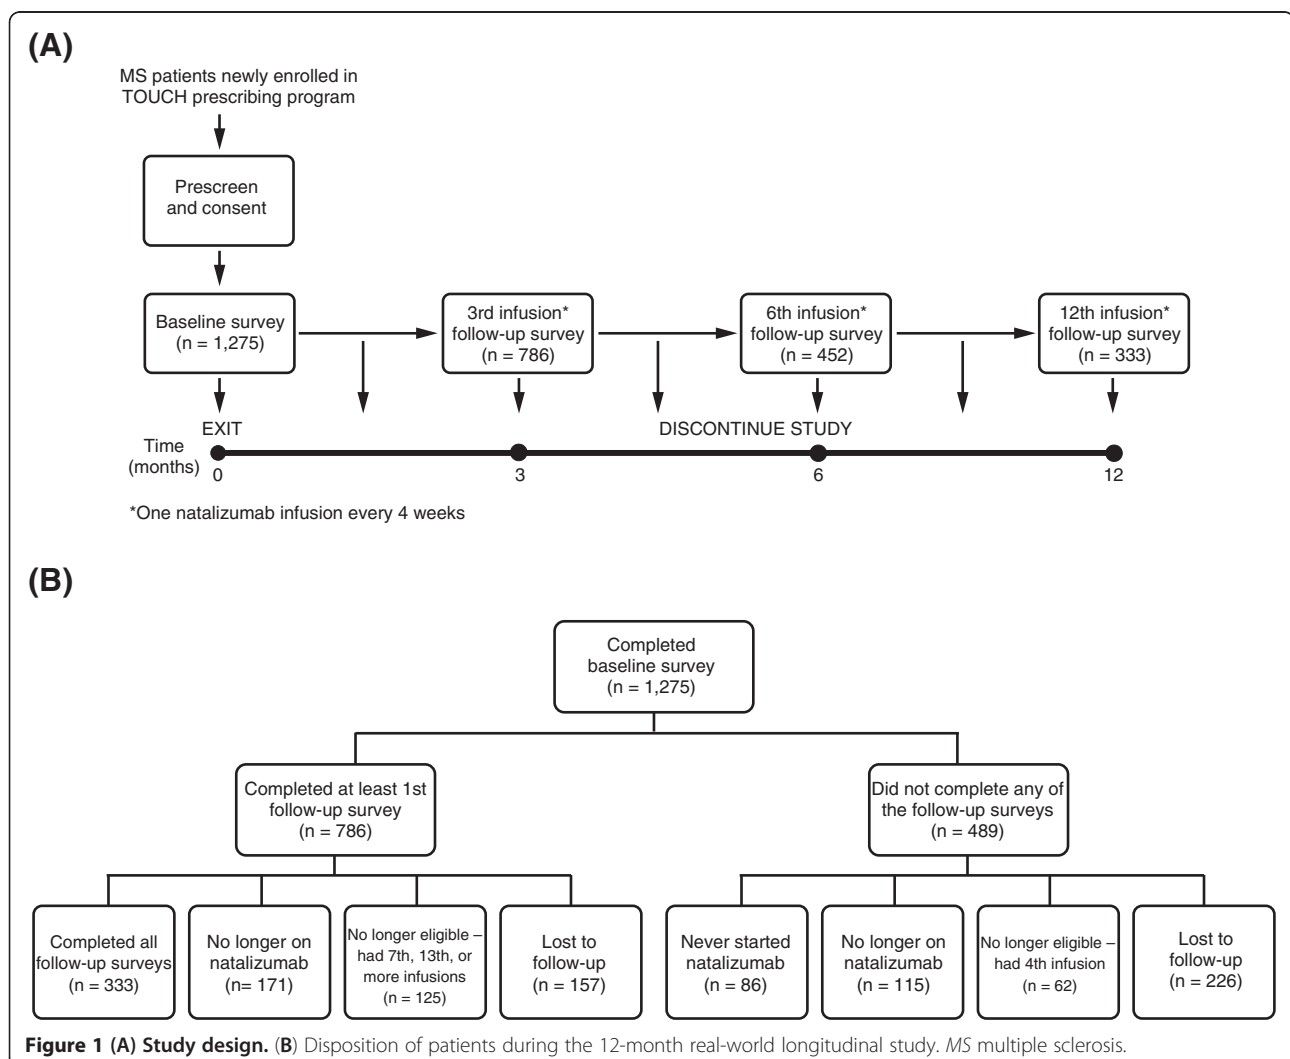 (A)
MS patients newly enrolled in
TOUCH prescribing program
Prescreen
and consent
Baseline survey
(n = 1,275)
3rd infusion*
follow-up survey
(n = 786)
6th infusion*
follow-up survey
(n = 452)
12th infusion*
follow-up survey
(n = 333)
EXIT
DISCONTINUE STUDY
Time
(months)
0
3
6
12
*One natalizumab infusion every 4 weeks
(B)
Completed
baseline survey
(n = 1,275)
Completed at least 1st
follow-up survey
(n = 786)
Did not complete any of
the follow-up surveys
(n = 489)
Completed all
follow-up surveys
(n = 333)
No longer on
natalizumab
(n= 171)
No longer eligible –
had 7th, 13th, or
more infusions
(n = 125)
Lost to
follow-up
(n = 157)
Never started
natalizumab
(n = 86)
No longer on
natalizumab
(n = 115)
No longer eligible –
had 4th infusion
(n = 62)
Lost to
follow-up
(n = 226)
Figure 1 (A) Study design. (B) Disposition of patients during the 12-month real-world longitudinal study. MS multiple sclerosis.